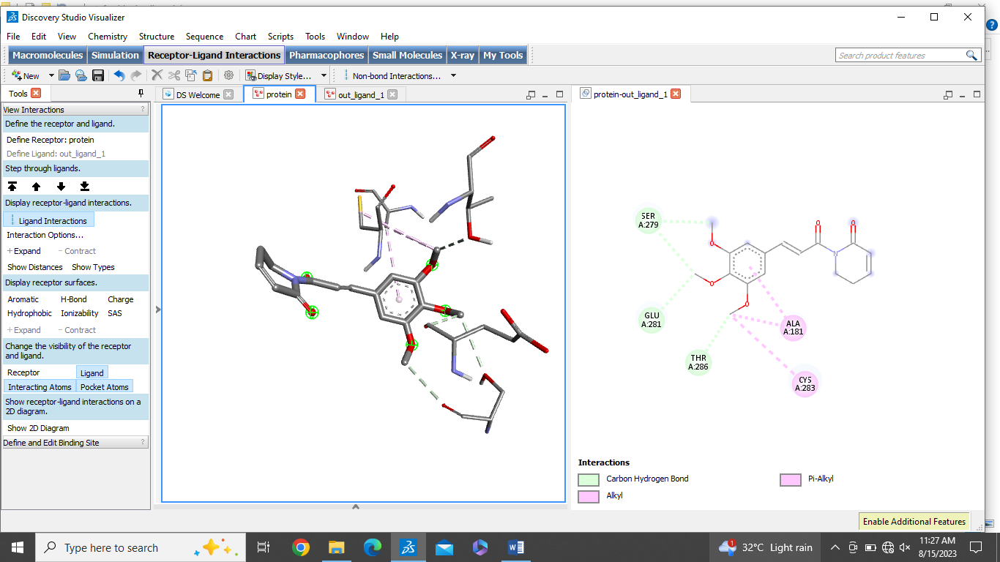 Discovery Studio Visualizer
File Edit View Chemistry Structure Sequence Chart Scripts Tools Window Help
Macromolecules Simulation Receptor-Ligand Interactions Pharmacophores Small Molecules X-ray My Tools
Search product features
New Display Style... Non-bond Interactions...
Tools
DS Welcome protein out_ligand_1
protein-out_ligand_1
View Interactions ?
Define the receptor and ligand.
Define Receptor: protein
Define Ligand: out_ligand_1
Step through ligands.
Display receptor-ligand interactions.
Ligand Interactions
Interaction Options...
+ Expand - Contract
Show Distances Show Types
Display receptor surfaces.
Aromatic H-Bond Charge
Hydrophobic Ionizability SAS
+ Expand - Contract
Change the visibility of the receptor
and ligand.
Receptor Ligand
Interacting Atoms Pocket Atoms
Show receptor-ligand interactions on a
2D diagram.
Show 2D Diagram
Define and Edit Binding Site ?
SER
A:279
O O
O N
O
O
GLU
A:281
ALA
A:181
THR
A:286
CYS
A:283
Interactions
Carbon Hydrogen Bond
Alkyl
Pi-Alkyl
Enable Additional Features
Type here to search
1
32°C Light rain
11:27 AM
8/15/2023